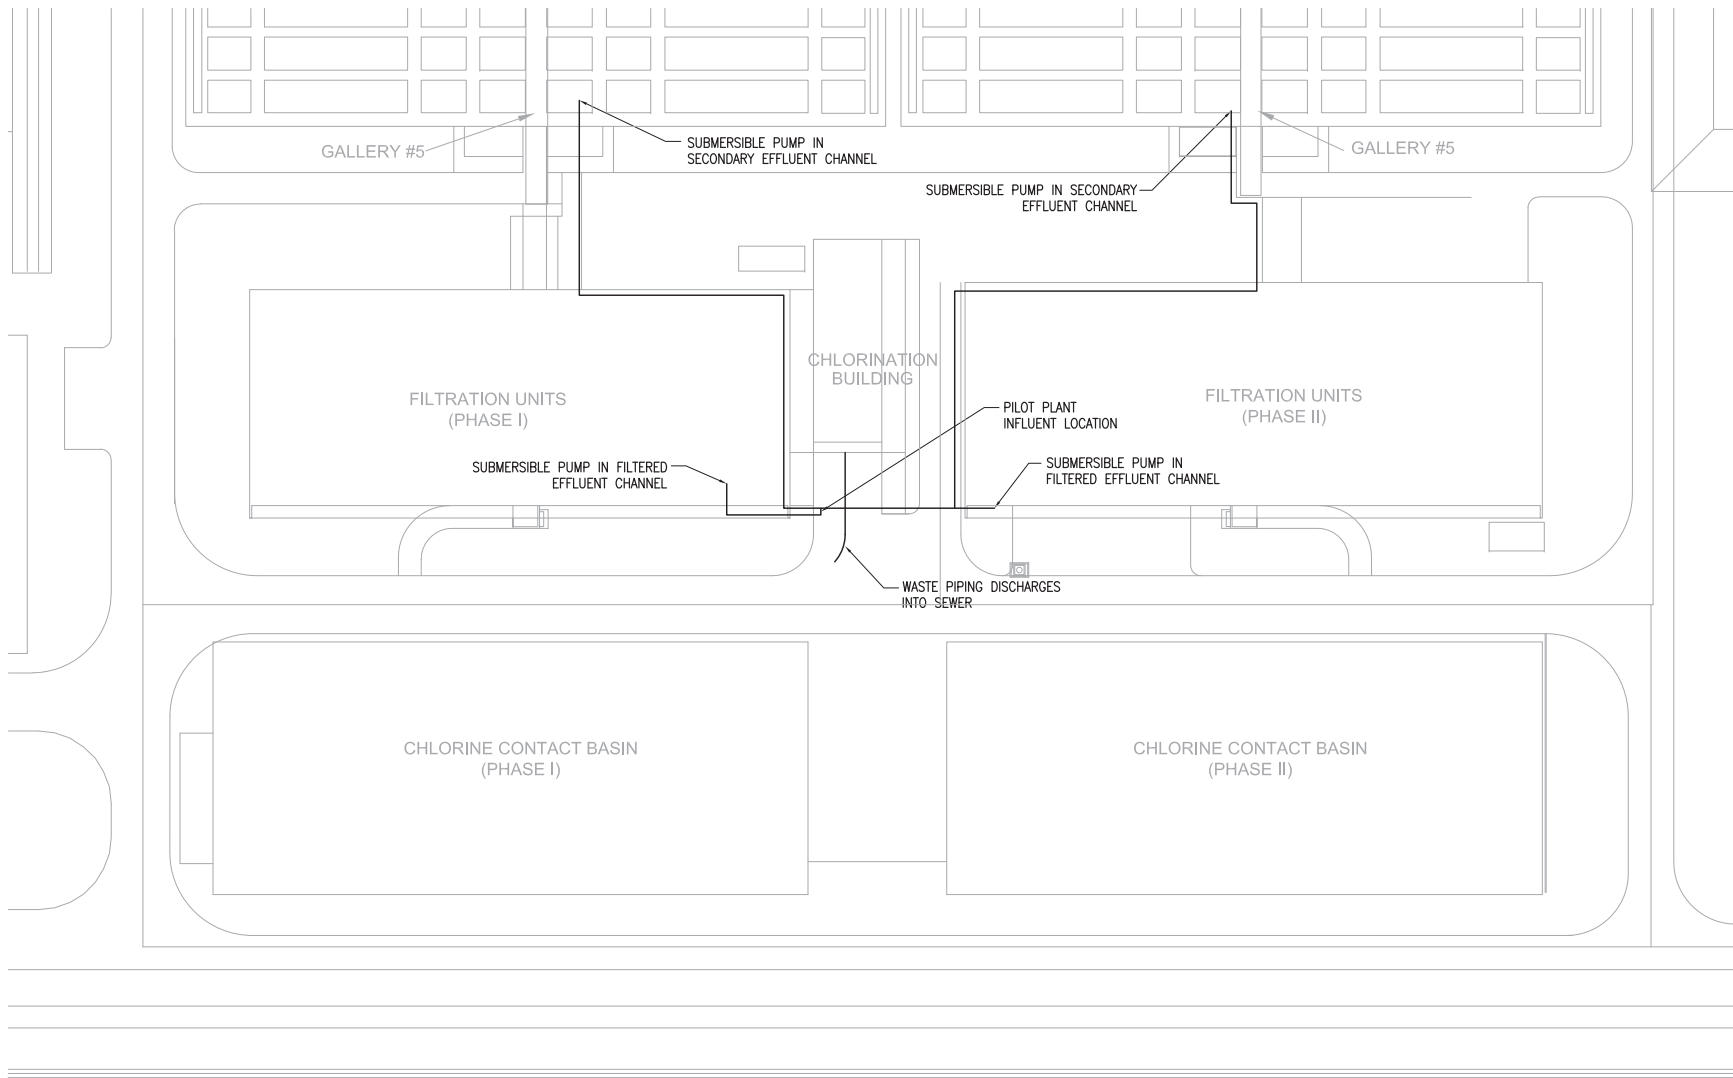 SUBMERSIBLE PUMP IN
SECONDARY EFFLUENT CHANNEL
GALLERY #5
GALLERY #5
SUBMERSIBLE PUMP IN SECONDARY
EFFLUENT CHANNEL
CHLORINATION
BUILDING
FILTRATION UNITS
(PHASE I)
FILTRATION UNITS
(PHASE II)
PILOT PLANT
INFLUENT LOCATION
SUBMERSIBLE PUMP IN FILTERED
EFFLUENT CHANNEL
SUBMERSIBLE PUMP IN
FILTERED EFFLUENT CHANNEL
WASTE PIPING DISCHARGES
INTO SEWER
CHLORINE CONTACT BASIN
(PHASE I)
CHLORINE CONTACT BASIN
(PHASE II)